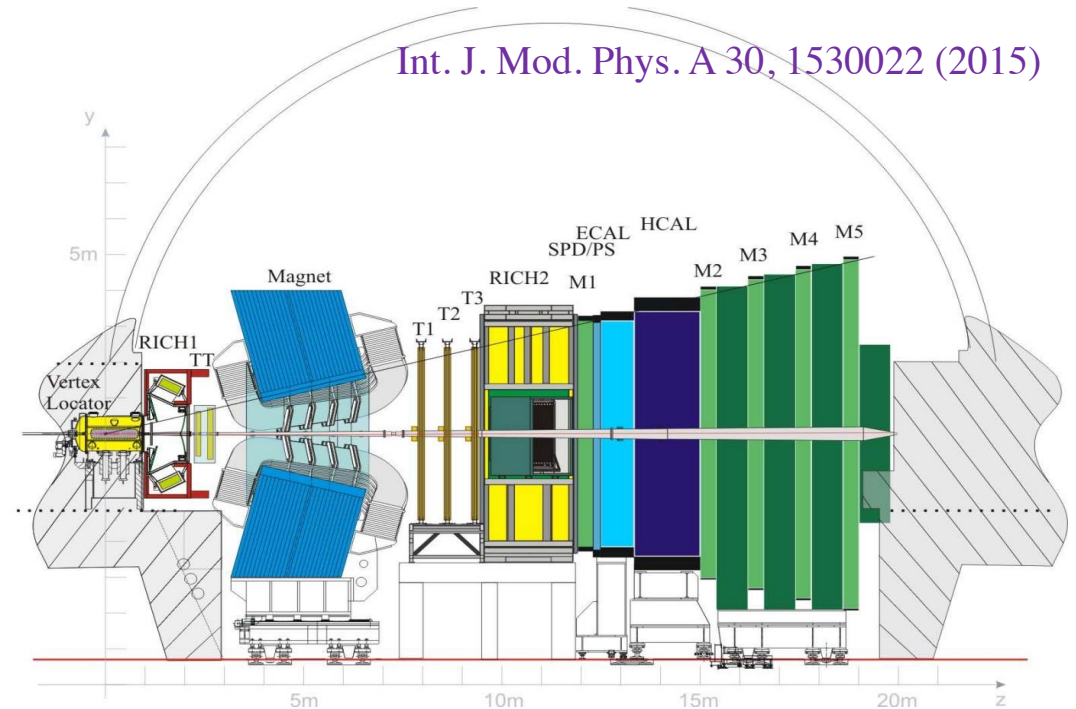 Int. J. Mod. Phys. A 30, 1530022 (2015)
y
5m
Vertex
Locator
RICH1
TT
Magnet
T1
T2
T3
RICH2
M1
SPD/PS
ECAL
HCAL
M2
M3
M4
M5
5m
10m
15m
20m
z